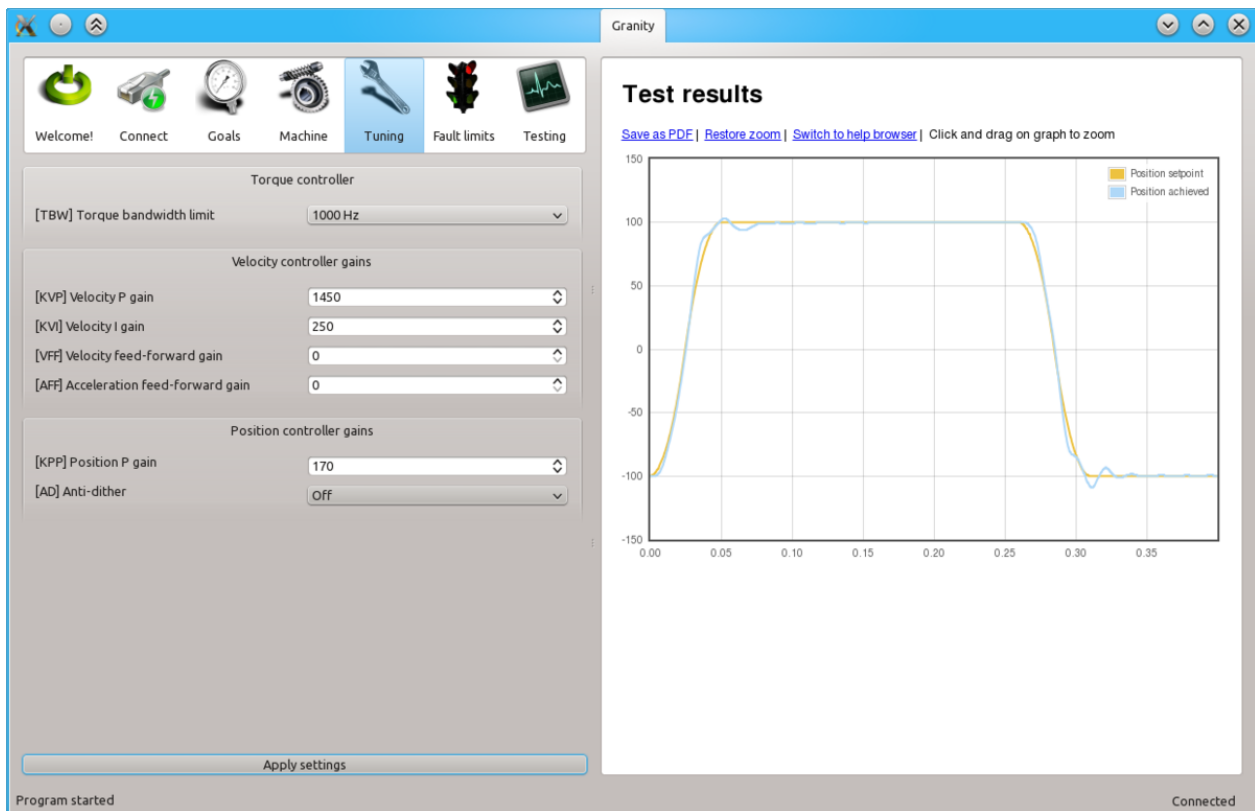 Granity
Welcome! Connect Goals Machine Tuning Fault limits Testing
Torque controller
[TBW] Torque bandwidth limit 1000 Hz
Velocity controller gains
[KVP] Velocity P gain 1450
[KVI] Velocity I gain 250
[VFF] Velocity feed-forward gain 0
[AFF] Acceleration feed-forward gain 0
Position controller gains
[KPP] Position P gain 170
[AD] Anti-dither Off
Apply settings
Test results
Save as PDF | Restore zoom | Switch to help browser | Click and drag on graph to zoom
150
100
50
0
-50
-100
-150
Position setpoint
Position achieved
0.00 0.05 0.10 0.15 0.20 0.25 0.30 0.35
Program started Connected